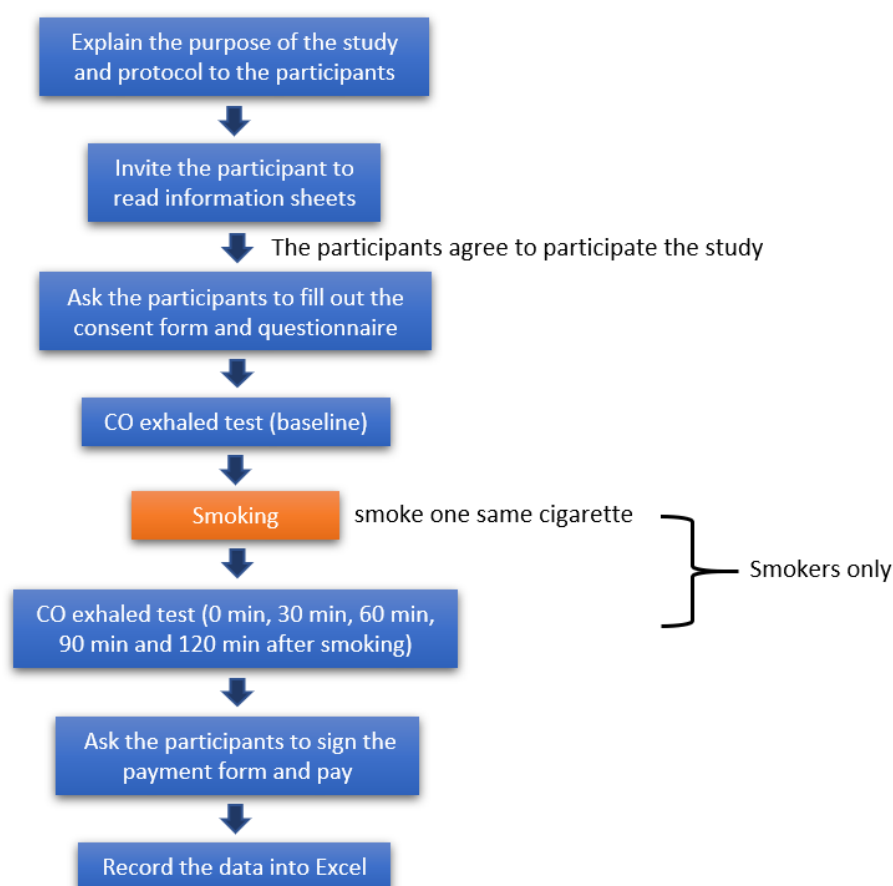 Explain the purpose of the study
and protocol to the participants
Invite the participant to
read information sheets
The participants agree to participate the study
Ask the participants to fill out the
consent form and questionnaire
CO exhaled test (baseline)
Smoking
smoke one same cigarette
Smokers only
CO exhaled test (0 min, 30 min, 60 min,
90 min and 120 min after smoking)
Ask the participants to sign the
payment form and pay
Record the data into Excel